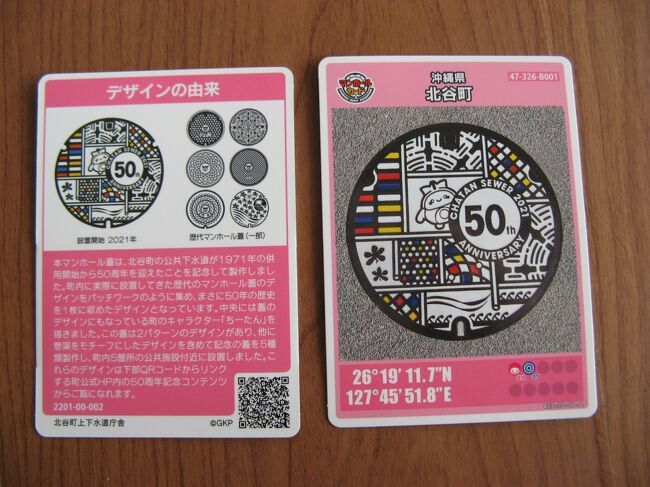 デザインの由来
50th
設置開始 2021年
歴代マンホール蓋(一部)
本マンホール蓋は、北谷町の公共下水道が1971年の供
用開始から50周年を迎えたことを記念して製作しまし
た。町内に実際に設置してきた歴代のマンホール蓋のデ
ザインをパッチワークのように集め、まさに50年の歴史
を1枚に収めたデザインとなっています。中央には蓋の
デザインにもなっている町のキャラクター「ちーたん」を
描きました。この蓋は2パターンのデザインがあり、他に
管渠をモチーフにしたデザインを含めて記念の蓋を5種
類製作し、町内5箇所の公共施設付近に設置しました。こ
れらのデザインは下部QRコードからリンク
する町公式HP内の50周年記念コンテンツ
からご覧になれます。
2201-00-002
北谷町上下水道庁舎
©GKP
マンホール
カード
沖縄県
北谷町
47-326-B001
CHATAN SEWER 2021
50th
ANNIVERSARY
26°19'11.7"N
127°45'51.8"E